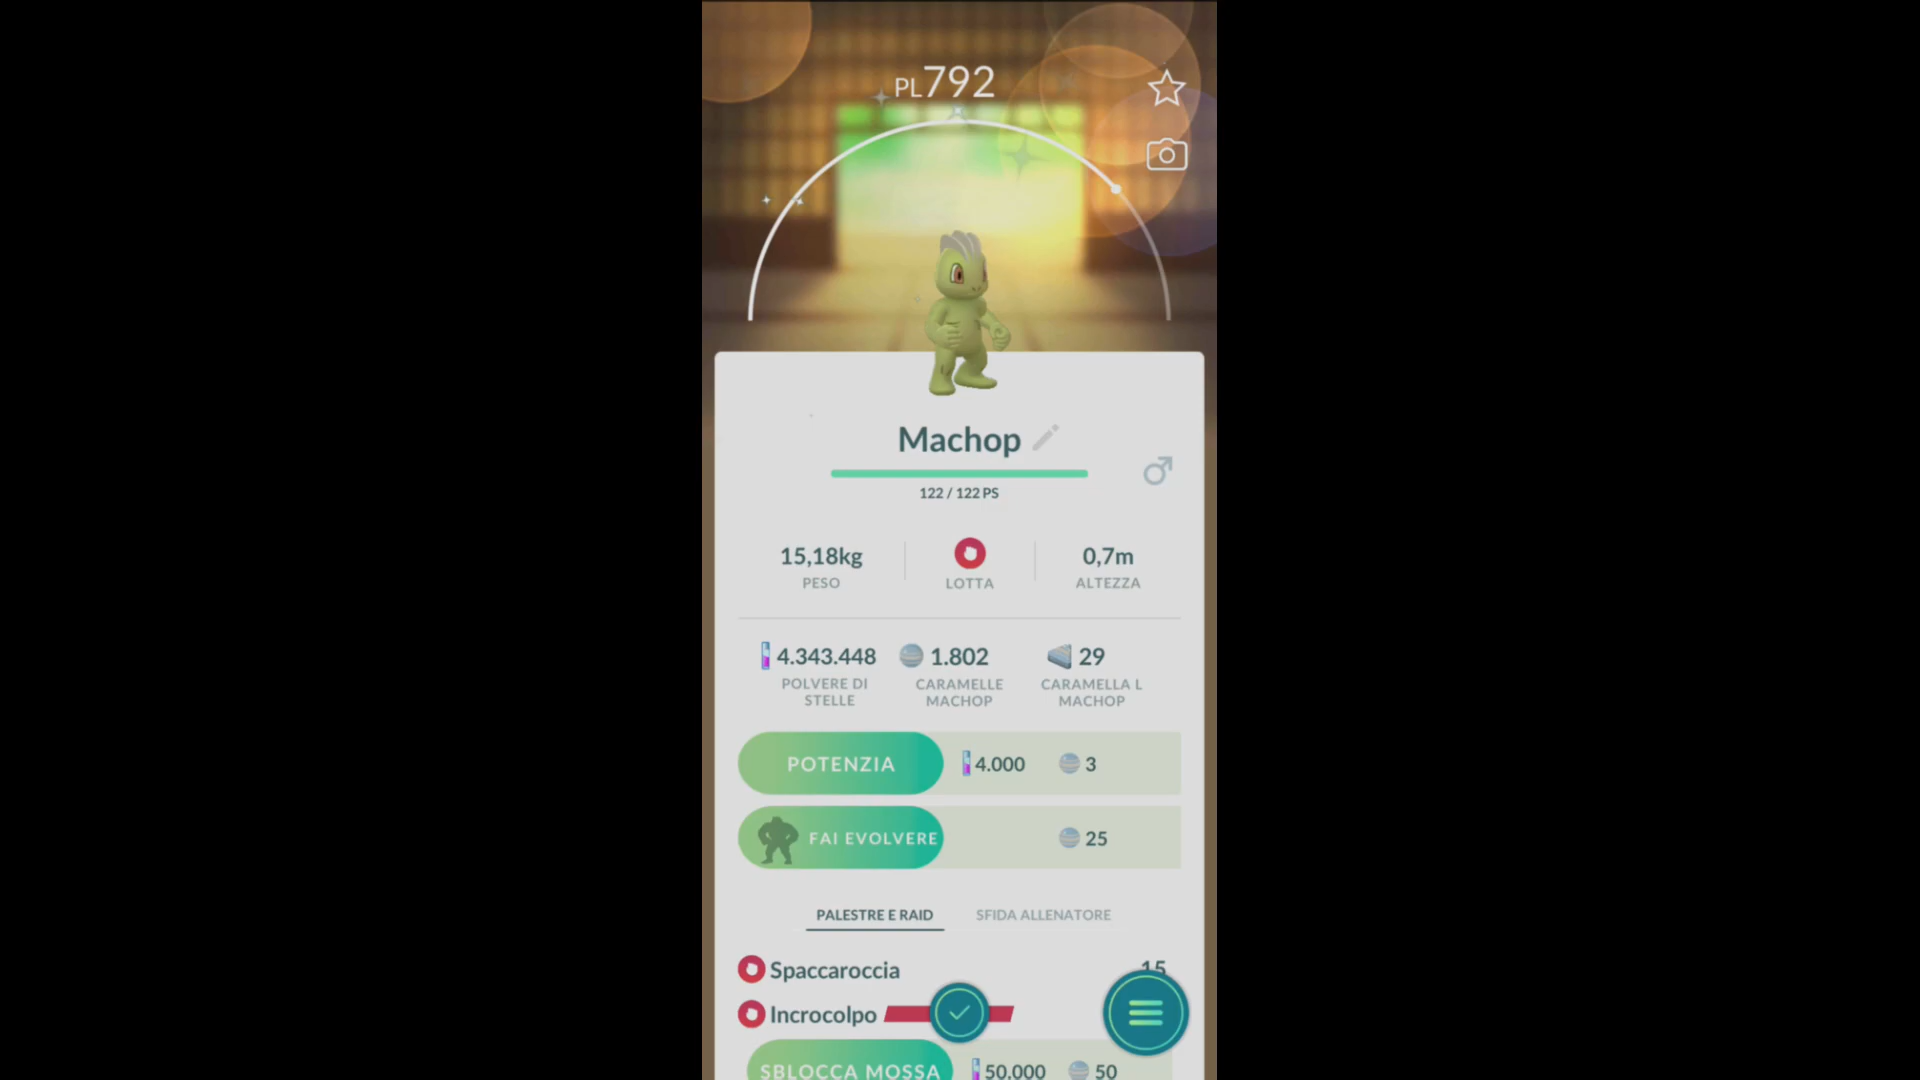 PL792
Machop
122 / 122 PS
15,18kg
PESO
LOTTA
0,7m
ALTEZZA
4.343.448
POLVERE DI
STELLE
1.802
CARAMELLE
MACHOP
29
CARAMELLA L
MACHOP
POTENZIA 4.000 3
FAI EVOLVERE 25
PALESTRE E RAID SFIDA ALLENATORE
Spaccaroccia 15
Incrocolpo
SBLOCCA MOSSA 50.000 50